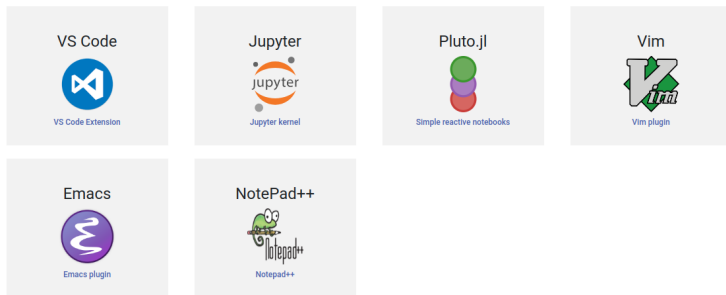 VS Code
VS Code Extension
Jupyter
Jupyter
Jupyter kernel
Pluto.jl
Simple reactive notebooks
Vim
Vim
Vim plugin
Emacs
Emacs plugin
NotePad++
Notepad++
Notepad++